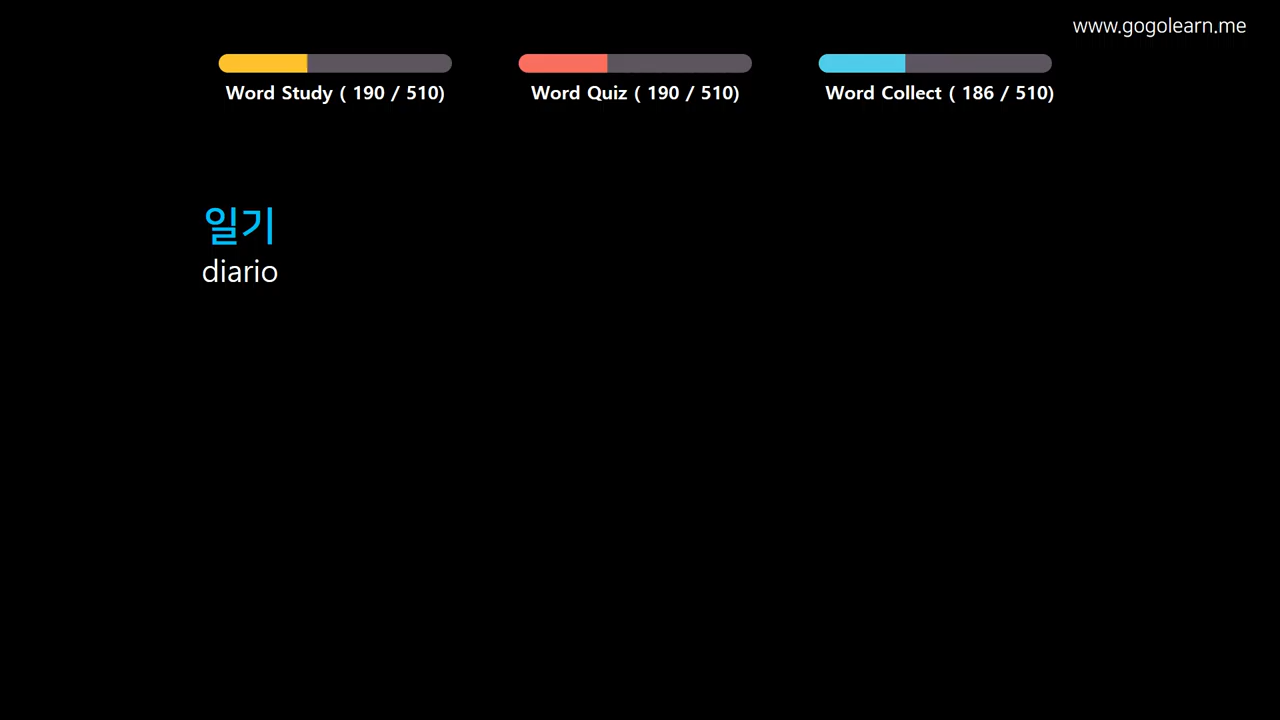 www.gogolearn.me
Word Study ( 190 / 510)
Word Quiz ( 190 / 510)
Word Collect ( 186 / 510)
일기
diario